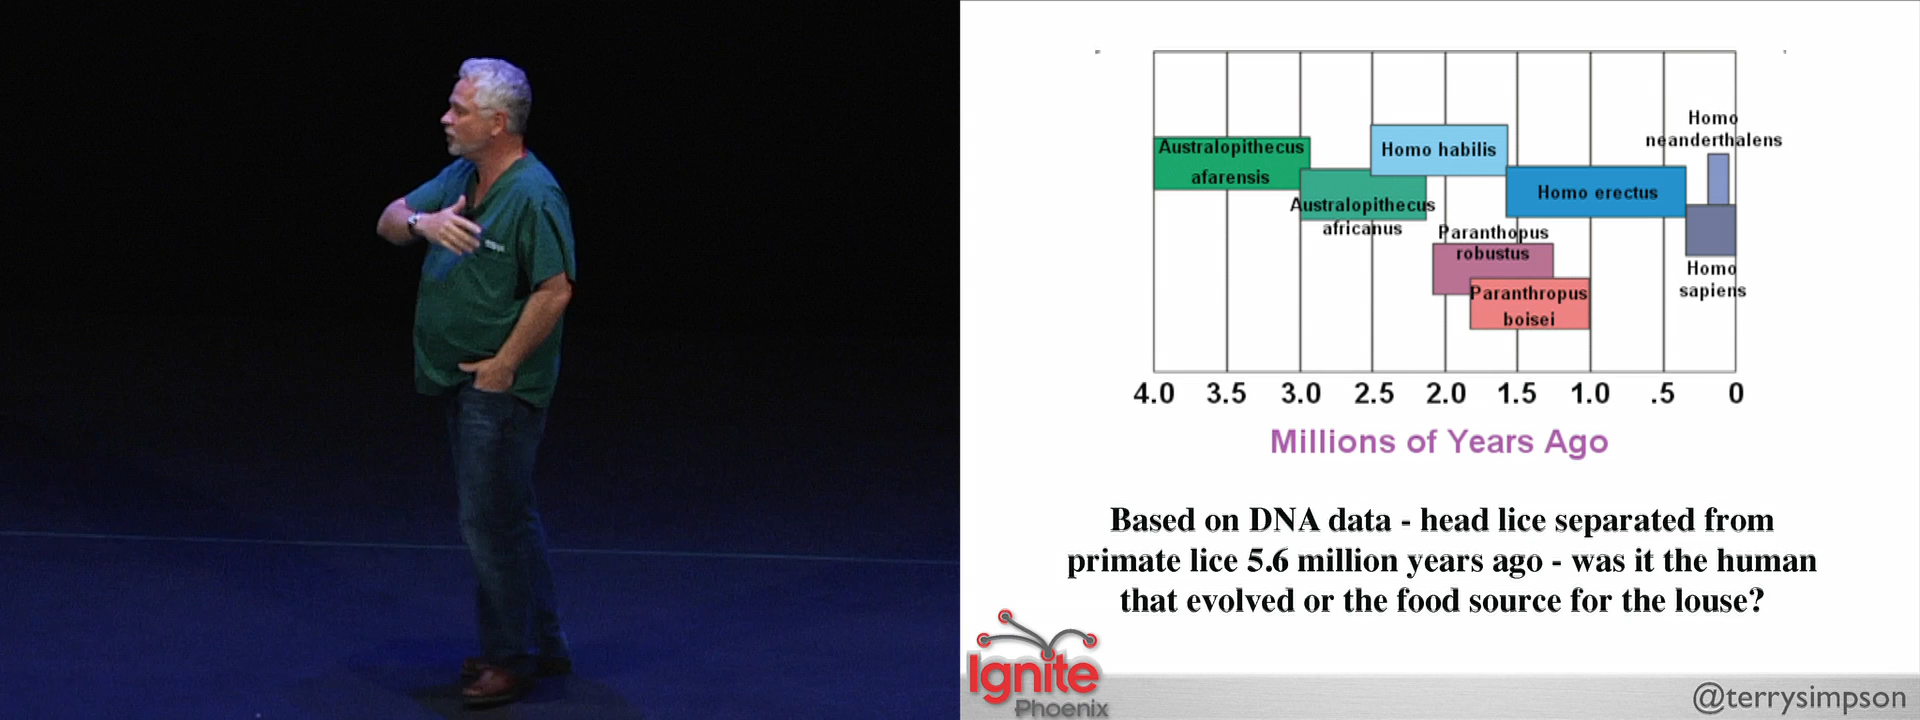 Homo
neanderthalens
Australopithecus
afarensis
Homo habilis
Homo erectus
Australopithecus
africanus
Paranthopus
robustus
Homo
sapiens
Paranthropus
boisei
4.0 3.5 3.0 2.5 2.0 1.5 1.0 .5 0
Millions of Years Ago
Based on DNA data - head lice separated from
primate lice 5.6 million years ago - was it the human
that evolved or the food source for the louse?
Ignite
Phoenix
@terrysimpson